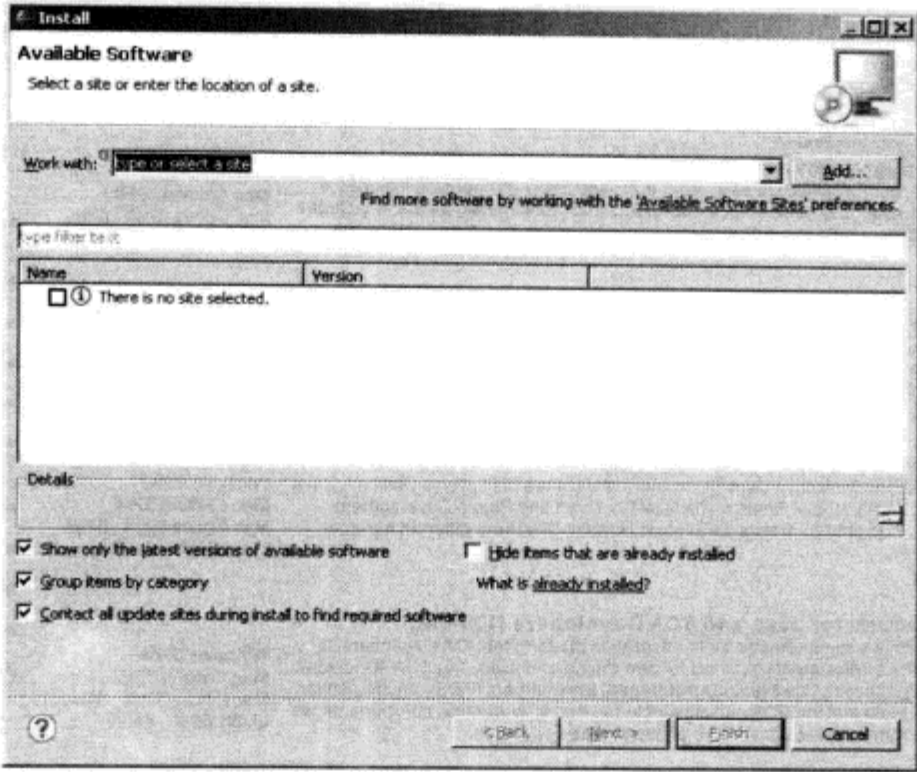 Install
Available Software
Select a site or enter the location of a site.
Work with: type or select a site Add...
Find more software by working with the 'Available Software Sites' preferences.
type filter text
Name Version
There is no site selected.
Details
Show only the latest versions of available software
Hide items that are already installed
Group items by category
What is already installed?
Contact all update sites during install to find required software
< Back Next > Finish Cancel